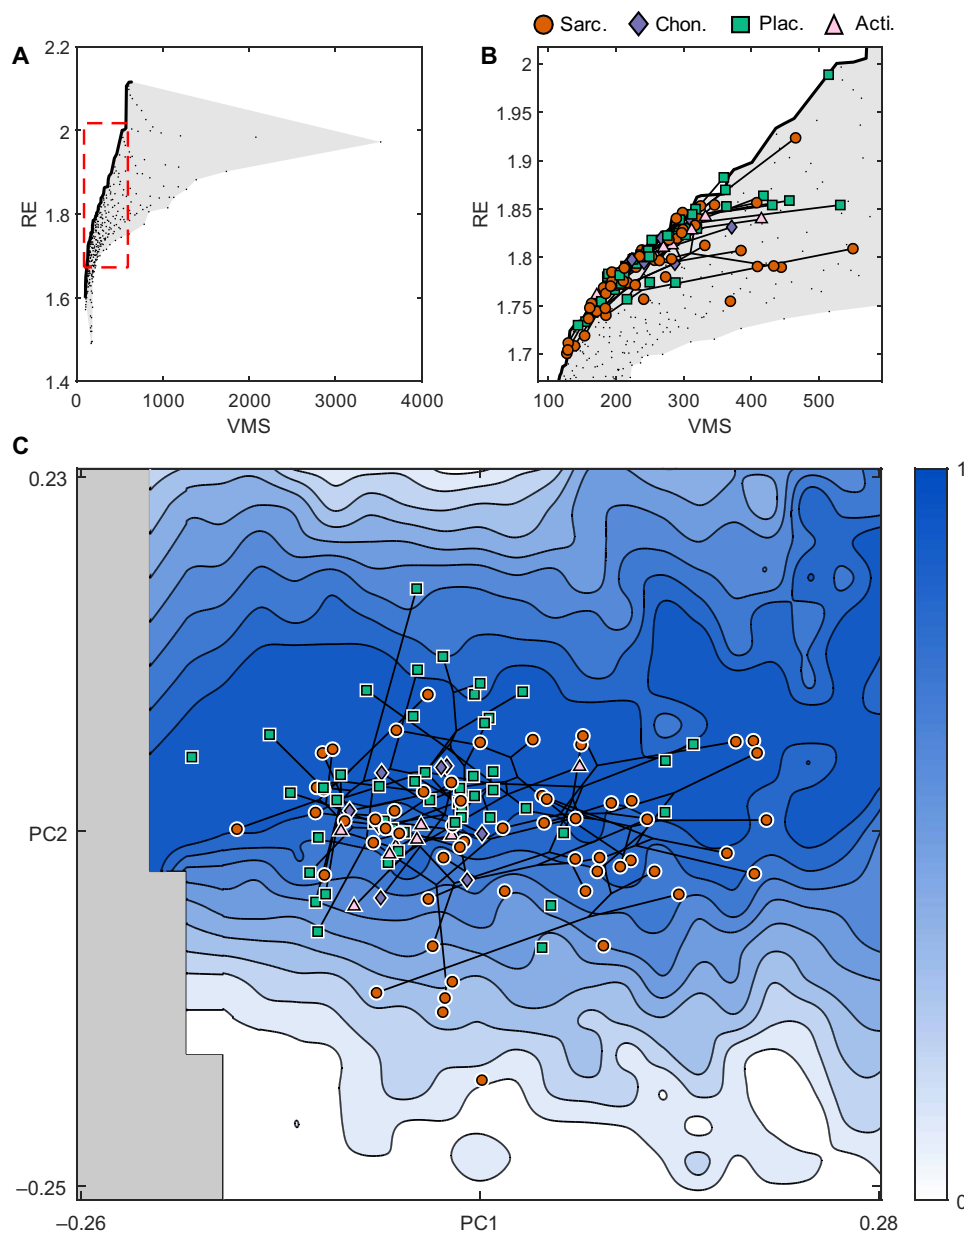 Sarc. Chon. Plac. Acti.
A
2.2
2
1.8
1.6
1.4
RE
0 1000 2000 3000 4000
VMS
B
2
1.95
1.9
1.85
1.8
1.75
1.7
RE
100 200 300 400 500
VMS
C
0.23
PC2
–0.25
–0.26 PC1 0.28
1
0